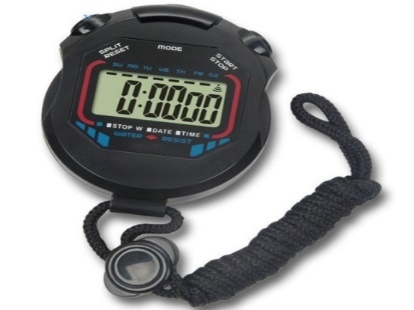 SPLIT
RESET
MODE
START
STOP
SU MO TU WE TH FR SA
0:0000
STOP W DATE TIME
WATER RESIST